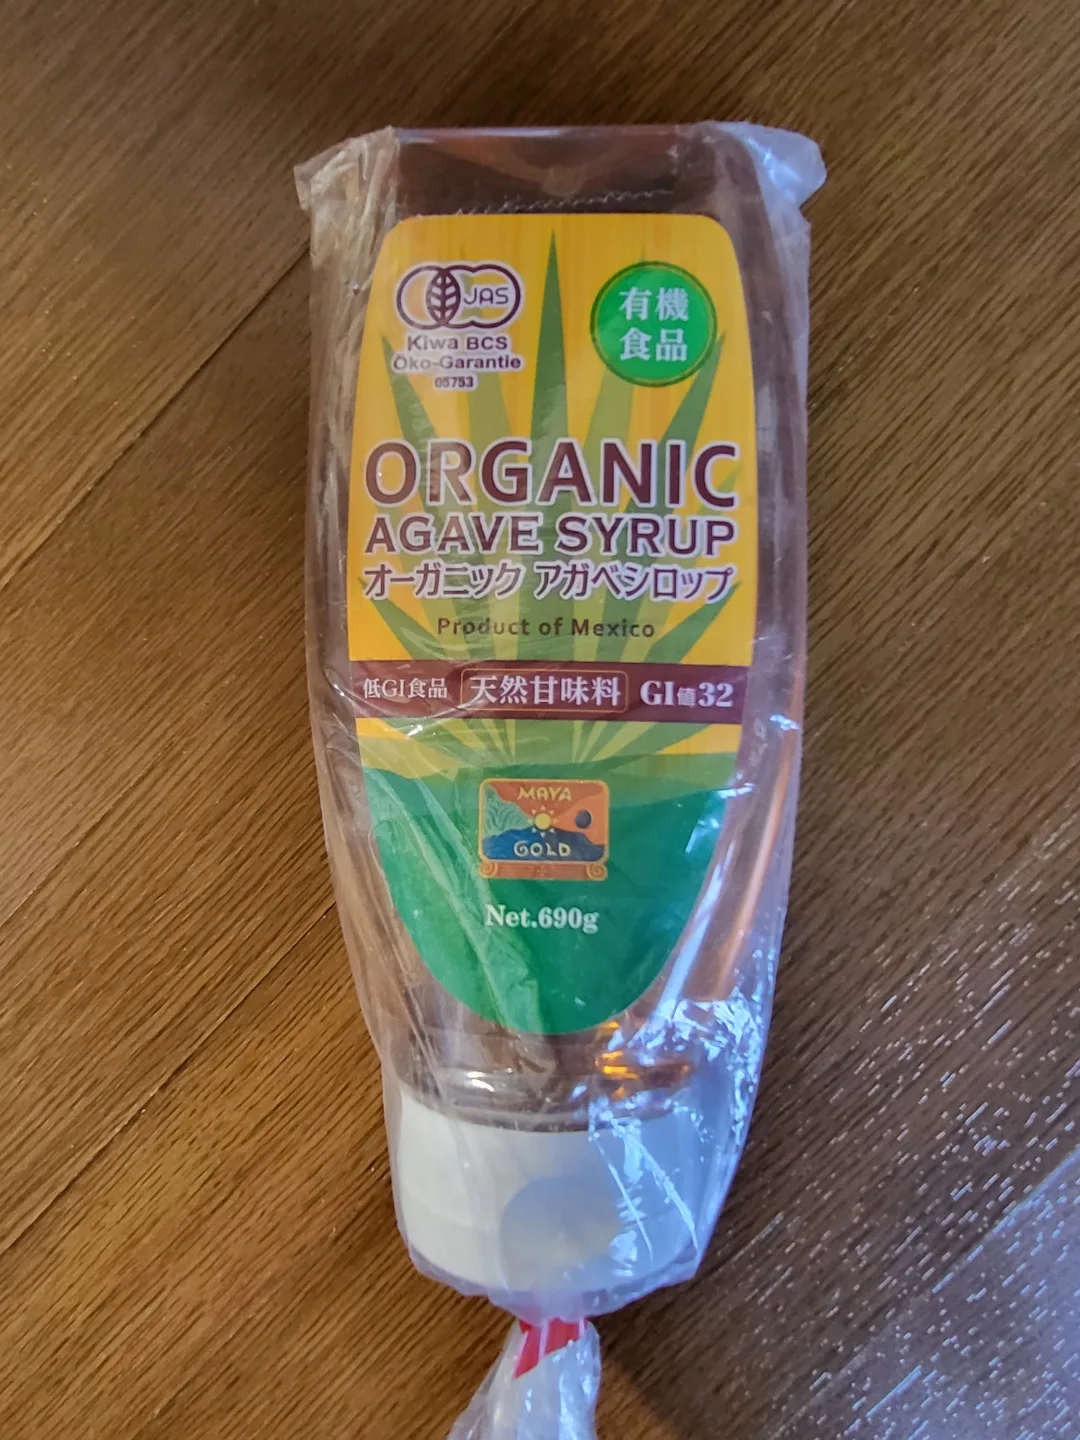 JAS
Kiwa BCS
Öko-Garantie
05753
有機
食品
ORGANIC
AGAVE SYRUP
オーガニック アガベシロップ
Product of Mexico
低GI食品 天然甘味料 GI値32
MAYA
GOLD
Net.690g